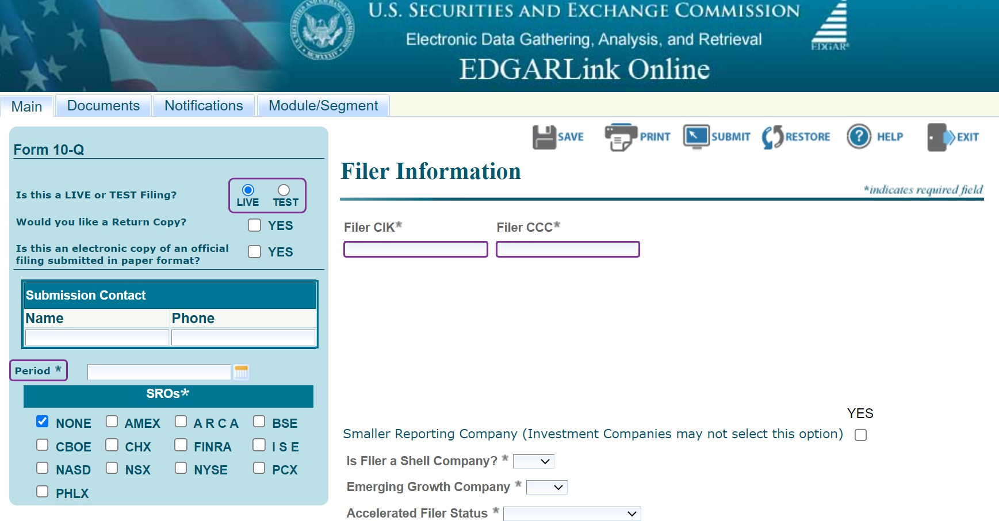 U.S. SECURITIES AND EXCHANGE COMMISSION
Electronic Data Gathering, Analysis, and Retrieval
EDGARLink Online
EDGAR®
Main Documents Notifications Module/Segment
SAVE PRINT SUBMIT RESTORE HELP EXIT
Form 10-Q
Is this a LIVE or TEST Filing?
LIVE TEST
Would you like a Return Copy?
YES
Is this an electronic copy of an official
filing submitted in paper format?
YES
Submission Contact
Name Phone
Period *
SROs*
NONE AMEX A R C A BSE
CBOE CHX FINRA I S E
NASD NSX NYSE PCX
PHLX
Filer Information
*indicates required field
Filer CIK* Filer CCC*
YES
Smaller Reporting Company (Investment Companies may not select this option)
Is Filer a Shell Company? *
Emerging Growth Company *
Accelerated Filer Status *